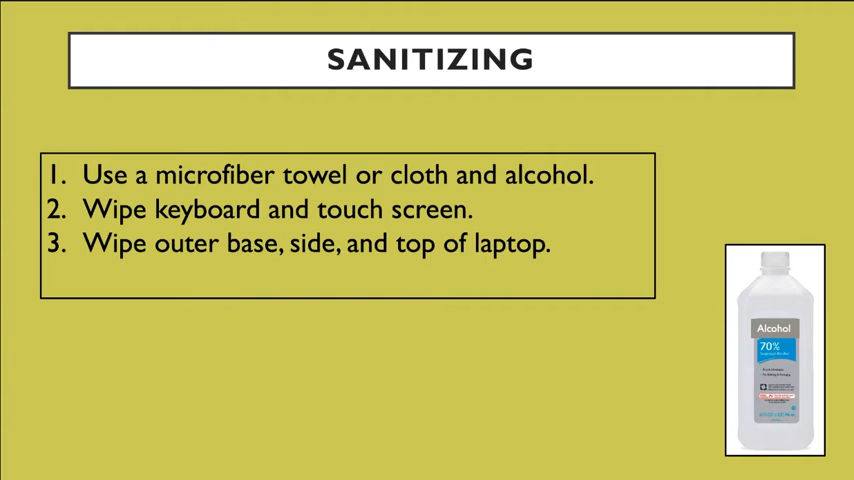 SANITIZING
1. Use a microfiber towel or cloth and alcohol.
2. Wipe keyboard and touch screen.
3. Wipe outer base, side, and top of laptop.
Alcohol
70%